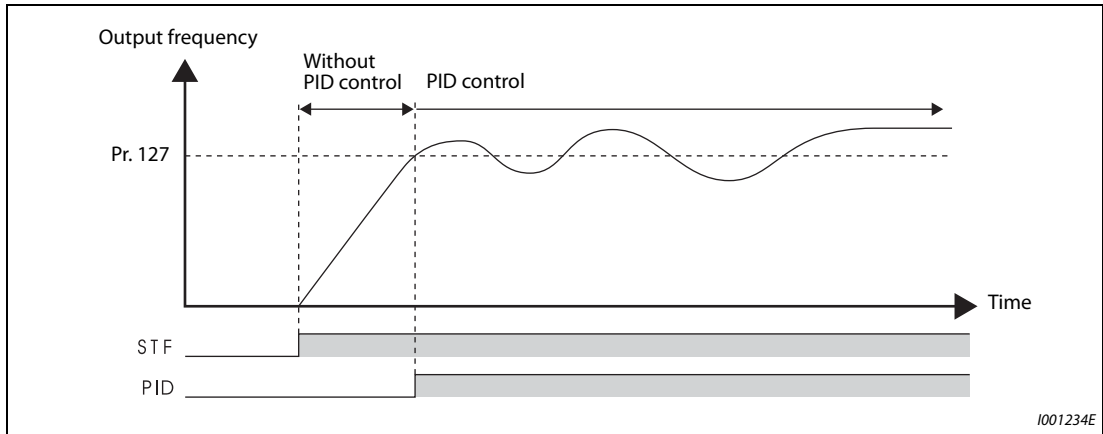 Output frequency
Without
PID control
PID control
Pr. 127
Time
STF
PID
I001234E